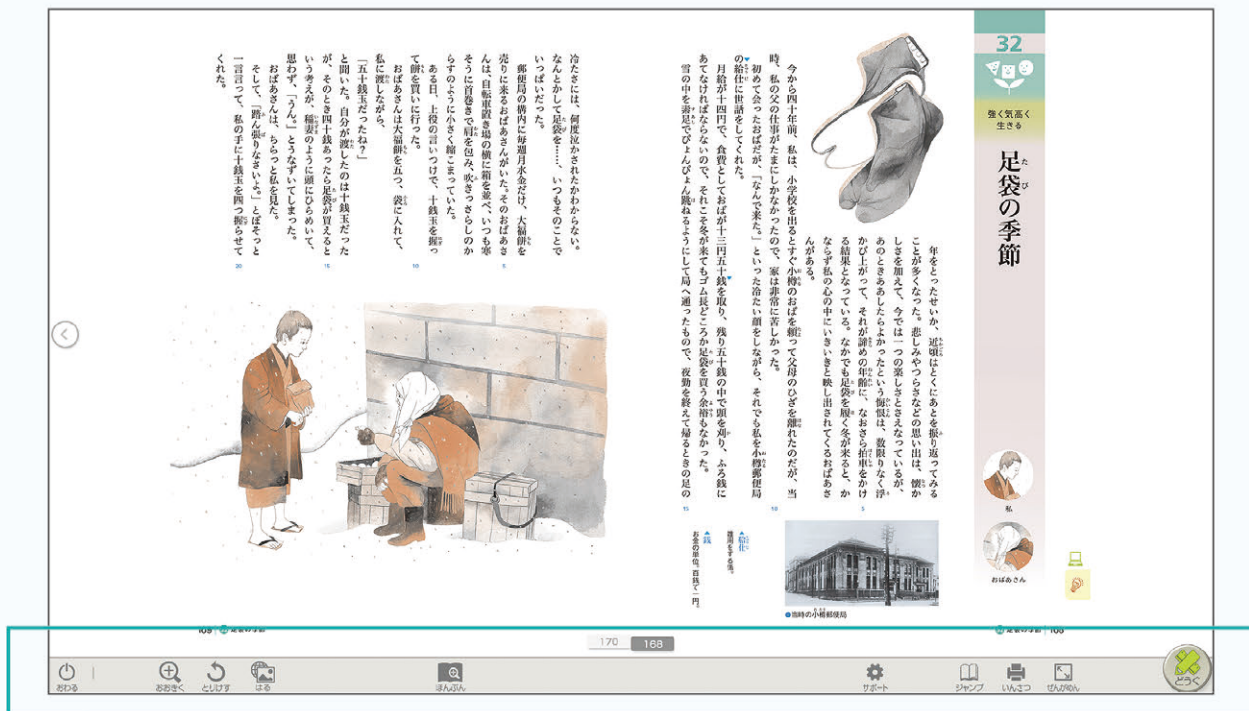 32
強く気高く
生きる
足袋の季節
私
おばあさん
年をとったせいか、近頃はとくにあとを振り返ってみる
ことが多くなった。悲しみやつらさなどの思い出は、懐か
しさを加えて、今では一つの楽しさとさえなっているが、
あのときああしたらよかったという悔恨は、数限りなく浮
かび上がって、それが諦めの年齢に、なおさら拍車をかけ
る結果となっている。なかでも足袋を履く冬が来ると、か
ならず私の心の中にいきいきと映し出されてくるおばあさ
んがある。
今から四十年前、私は、小学校を出るとすぐ小樽のおばを頼って父母のひざを離れたのだが、当
時、私の父の仕事がたまにしかなかったので、家は非常に苦しかった。
初めて会ったおばだが、「なんで来た。」といった冷たい顔をしながら、それでも私を小樽郵便局
の給仕に世話をしてくれた。
月給が十四円で、食費としておばが十三円五十銭を取り、残り五十銭の中で頭を刈り、ふろ銭に
あてなければならないので、それこそ冬が来てもゴム長どころか足袋を買う余裕もなかった。
雪の中を素足でぴょんぴょん跳ねるようにして局へ通ったもので、夜勤を終えて帰るときの足の
5
10
15
当時の小樽郵便局
給仕
雑用をする係。
銭
お金の単位。百銭で一円。
冷たさには、何度泣かされたかわからない。
なんとかして足袋を……、いつもそのことで
いっぱいだった。
郵便局の構内に毎週月水金だけ、大福餅を
売りに来るおばあさんがいた。そのおばあさ
んは、自転車置き場の横に箱を並べ、いつも寒
そうに首巻きで肩を包み、吹きっさらしのか
らすのように小さく縮こまっていた。
ある日、上役の言いつけで、十銭玉を握っ
て餅を買いに行った。
おばあさんは大福餅を五つ、袋に入れて、
私に渡しながら、
「五十銭玉だったね?」
と聞いた。自分が渡したのは十銭玉だった
が、そのとき四十銭あったら足袋が買えると
いう考えが、稲妻のように頭にひらめいて、
思わず、「うん。」とうなずいてしまった。
おばあさんは、ちらっと私を見た。
そして、「踏ん張りなさいよ。」とぼそっと
一言言って、私の手に十銭玉を四つ握らせて
くれた。
5
10
15
20
170
168
おわる
おおきく
とりけす
はる
ほんぶん
サポート
ジャンプ
いんさつ
ぜんがめん
どうぐ